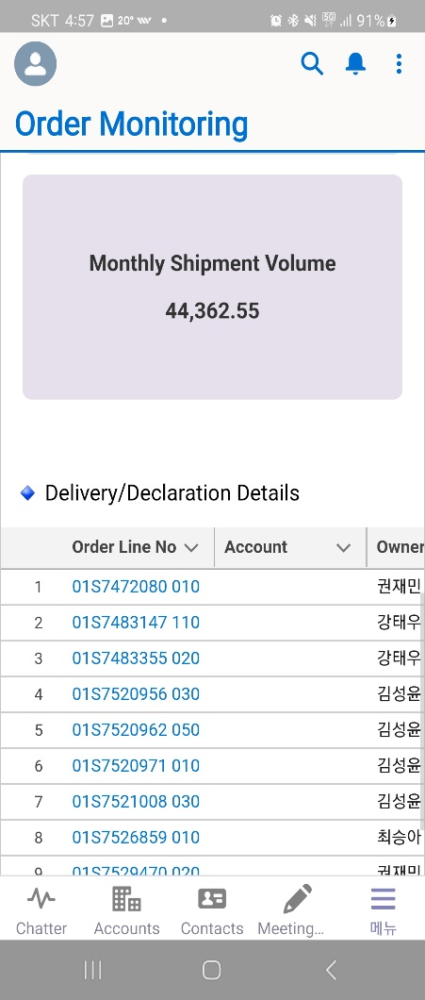 SKT 4:57 20° 5G 91%
Order Monitoring
Monthly Shipment Volume
44,362.55
Delivery/Declaration Details
Order Line No Account Owner
1 01S7472080 010 권재민
2 01S7483147 110 강태우
3 01S7483355 020 강태우
4 01S7520956 030 김성윤
5 01S7520962 050 김성윤
6 01S7520971 010 김성윤
7 01S7521008 030 김성윤
8 01S7526859 010 최승아
9 01S7529470 020 권재민
Chatter Accounts Contacts Meeting... 메뉴